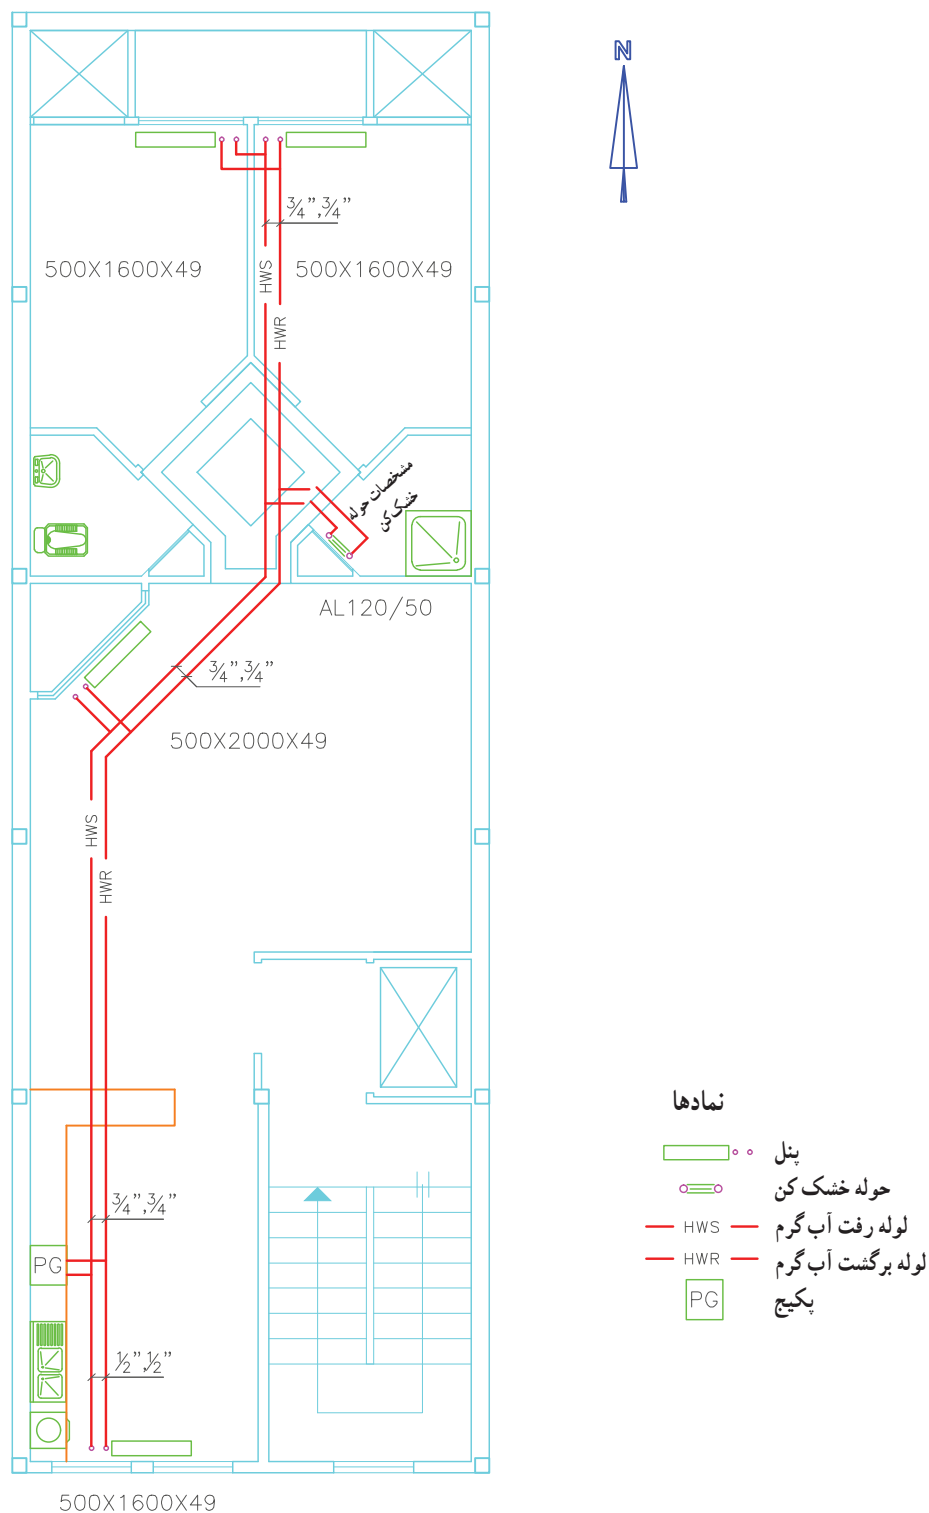 N
¾”,¾”
500X1600X49
500X1600X49
HWS
HWR
مشخصات حوله
خشک کن
AL120/50
¾”,¾”
500X2000X49
HWS
HWR
¾”,¾”
PG
½”,½”
500X1600X49
نمادها
پنل
حوله خشک کن
HWS لوله رفت آب گرم
HWR لوله برگشت آب گرم
PG پکیج